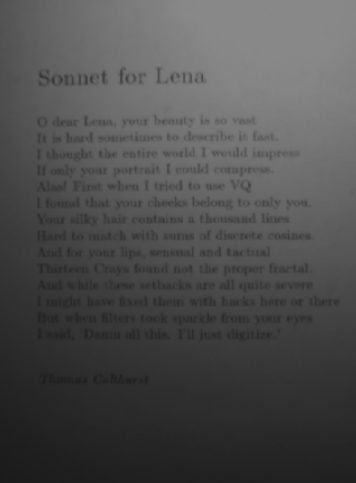 Sonnet for Lena
O dear Lena, your beauty is so vast
It is hard sometimes to describe it fast.
I thought the entire world I would impress
If only your portrait I could compress.
Alas! First when I tried to use VQ
I found that your cheeks belong to only you.
Your silky hair contains a thousand lines
Hard to match with sums of discrete cosines.
And for your lips, sensual and tactual
Thirteen Crays found not the proper fractal.
And while these setbacks are all quite severe
I might have fixed them with hacks here or there
But when filters took sparkle from your eyes
I said, 'Damn all this. I'll just digitize.'
Thomas Colthurst